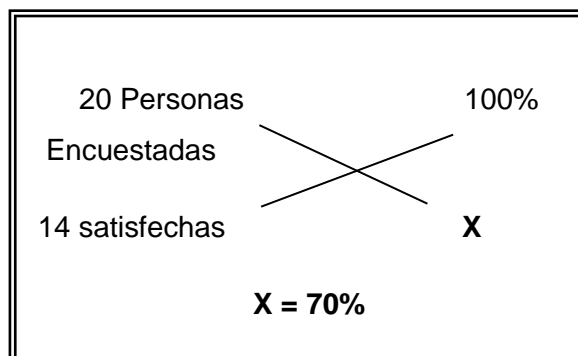 20 Personas 100%
Encuestadas
14 satisfechas X
X = 70%